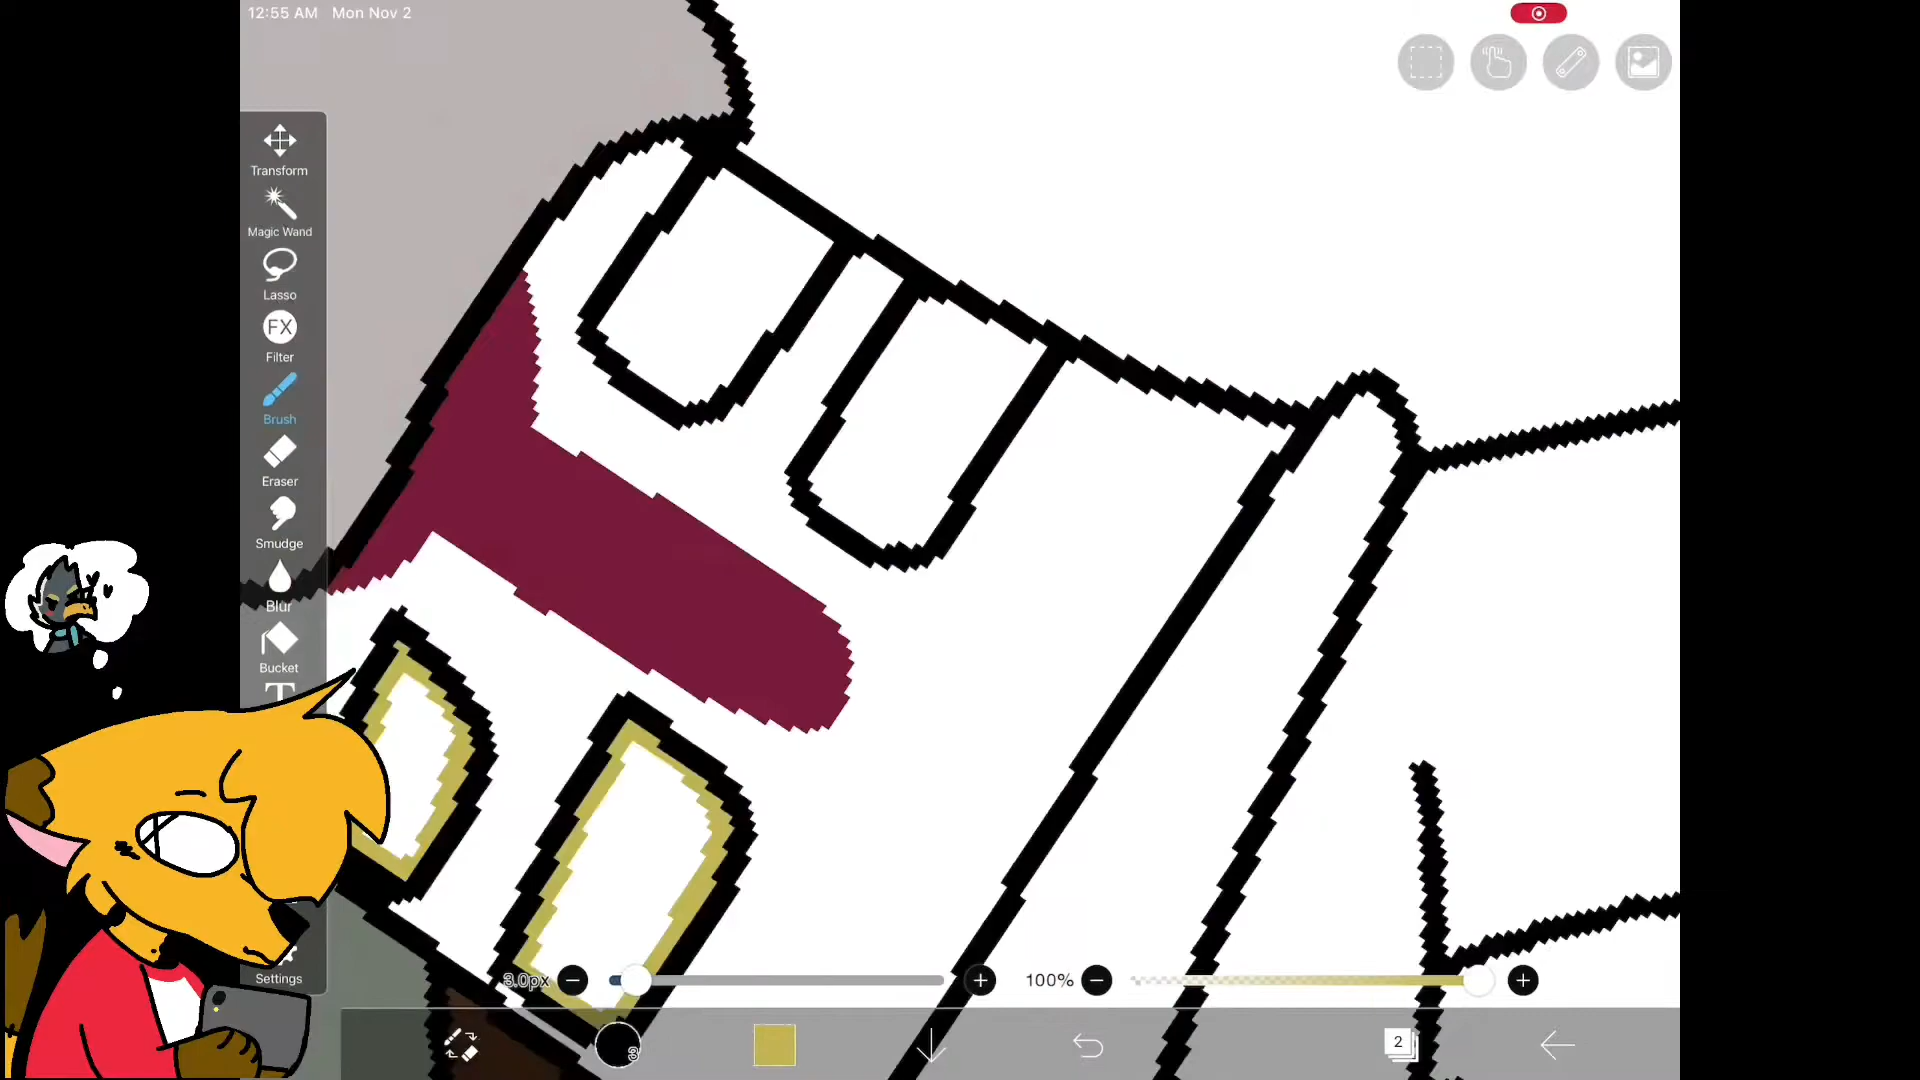 12:55 AM Mon Nov 2
Transform
Magic Wand
Lasso
FX
Filter
Brush
Eraser
Smudge
Blur
Bucket
T
Settings
3.0px
100%
2